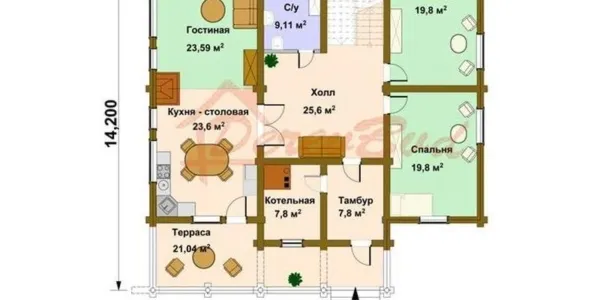 С/у
9,11 м²
19,8 м²
Гостиная
23,59 м²
Холл
25,6 м²
Кухня - столовая
23,6 м²
Спальня
19,8 м²
Котельная
7,8 м²
Тамбур
7,8 м²
Терраса
21,04 м²
14,200